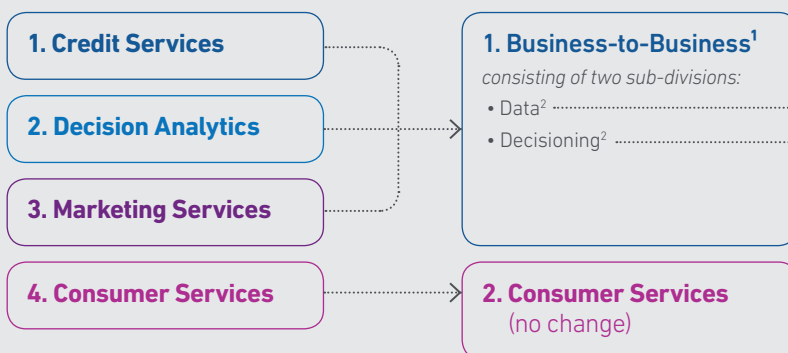 1. Credit Services
2. Decision Analytics
3. Marketing Services
4. Consumer Services
1. Business-to-Business¹
consisting of two sub-divisions:
• Data²
• Decisioning²
2. Consumer Services
(no change)